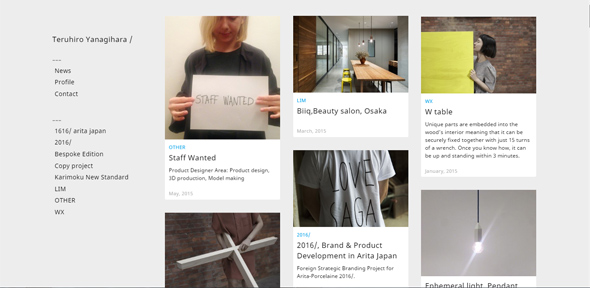 Teruhiro Yanagihara /
---
News
Profile
Contact
---
1616/ arita japan
2016/
Bespoke Edition
Copy project
Karimoku New Standard
LIM
OTHER
WX
STAFF WANTED
OTHER
Staff Wanted
Product Designer Area: Product design,
3D production, Model making
May, 2015
LIM
Biiq,Beauty salon, Osaka
March, 2015
I LOVE
SAGA
2016/
2016/, Brand & Product
Development in Arita Japan
Foreign Strategic Branding Project for
Arita-Porcelaine 2016/.
WX
W table
Unique parts are embedded into the
wood's interior meaning that it can be
securely fixed together with just 15 turns
of a wrench. Once you know how, it can
be up and standing within 3 minutes.
January, 2015
Ephemeral light, Pendant